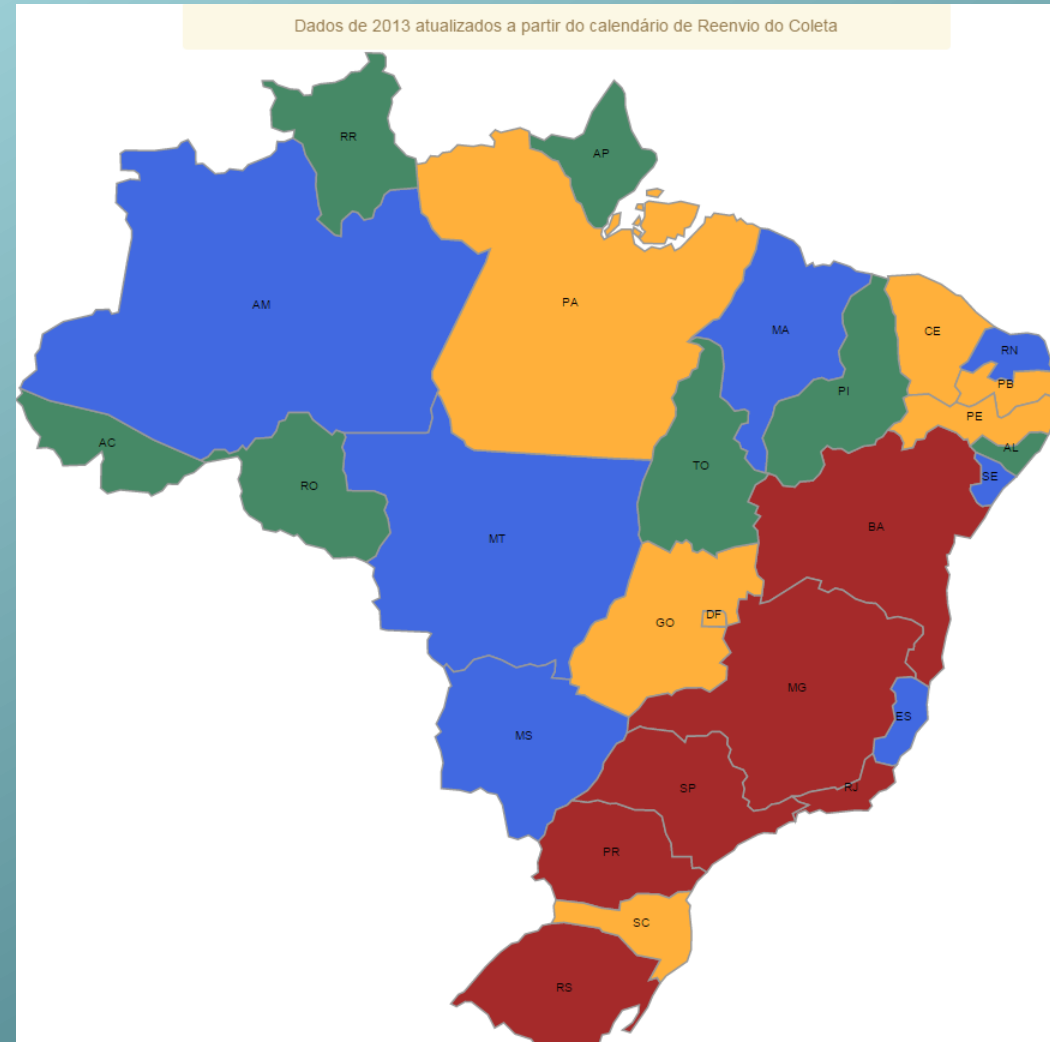 Dados de 2013 atualizados a partir do calendário de Reenvio do Coleta
RR
AP
AM
PA
MA
CE
RN
PB
PI
PE
AC
AL
TO
SE
RO
BA
MT
DF
GO
MG
ES
MS
RJ
SP
PR
SC
RS